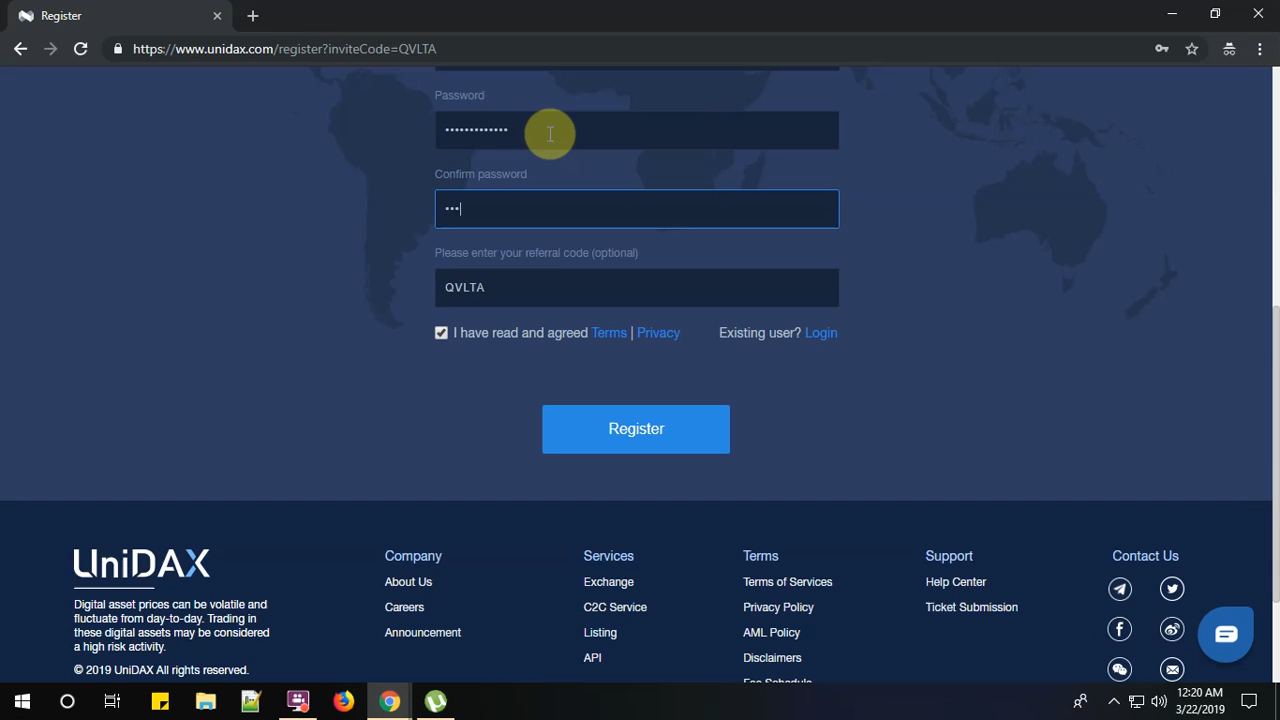 Register
https://www.unidax.com/register?inviteCode=QVLTA
Password
•••••••••••••
Confirm password
•••
Please enter your referral code (optional)
QVLTA
I have read and agreed Terms | Privacy Existing user? Login
Register
UniDAX
Digital asset prices can be volatile and
fluctuate from day-to-day. Trading in
these digital assets may be considered
a high risk activity.
© 2019 UniDAX All rights reserved.
Company
About Us
Careers
Announcement
Services
Exchange
C2C Service
Listing
API
Terms
Terms of Services
Privacy Policy
AML Policy
Disclaimers
Fee Schedule
Support
Help Center
Ticket Submission
Contact Us
12:20 AM
3/22/2019